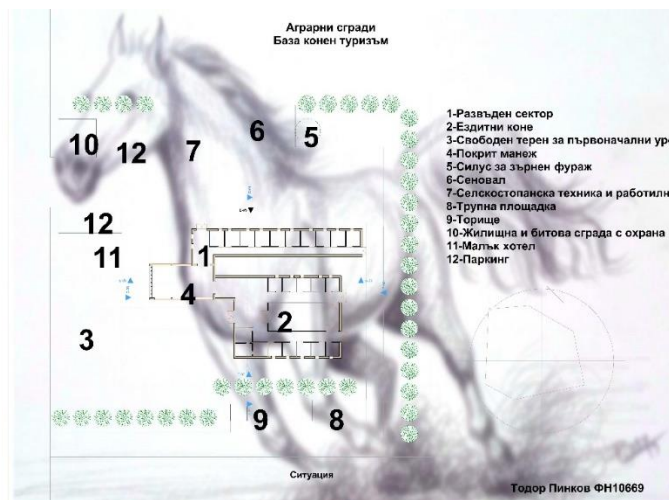 Аграрни сгради
База конен туризъм
1-Развъден сектор
2-Ездитни коне
3-Свободен терен за първоначални ур
4-Покрит манеж
5-Силус за зърнен фураж
6-Сеновал
7-Селскостопанска техника и работилн
8-Трупна площадка
9-Торище
10-Жилищна и битова сграда с охрана
11-Малък хотел
12-Паркинг
10
12
7
6
5
12
11
1
4
3
2
9
8
Ситуация
Тодор Пинков ФН10669